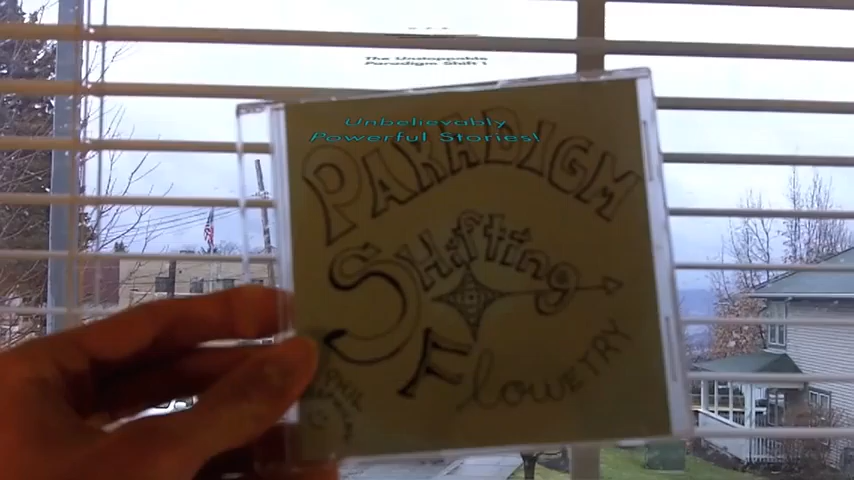 The Unstoppable
Paradigm Shift !
Unbelievably
Powerful Stories!
PARADIGM
SHifting
Flowetry